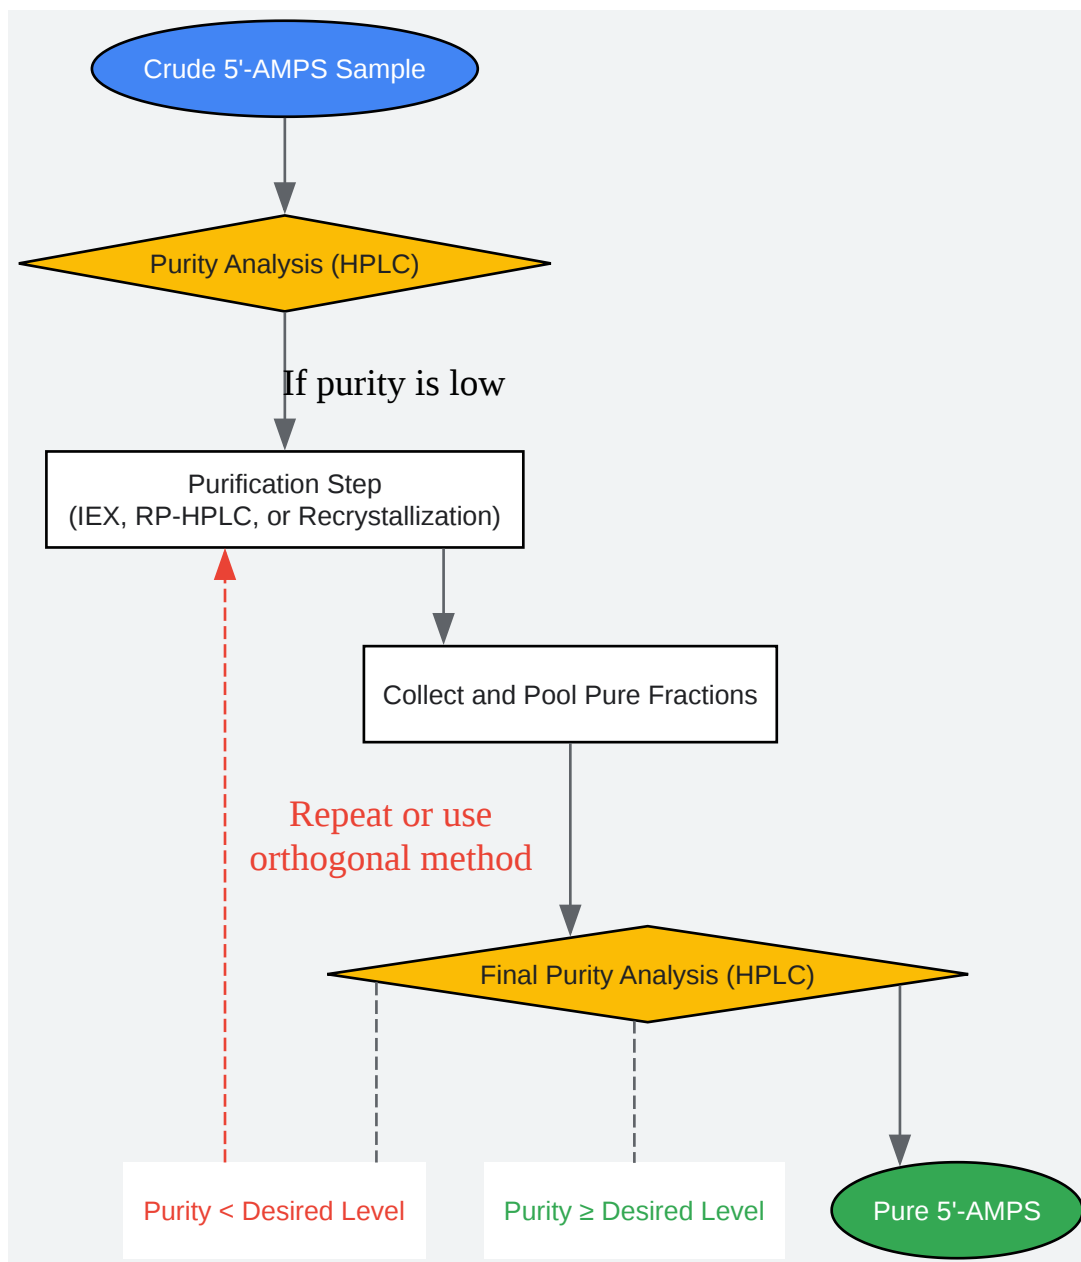 Crude 5'-AMPS Sample
Purity Analysis (HPLC)
If purity is low
Purification Step
(IEX, RP-HPLC, or Recrystallization)
Collect and Pool Pure Fractions
Repeat or use
orthogonal method
Final Purity Analysis (HPLC)
Purity < Desired Level
Purity ≥ Desired Level
Pure 5'-AMPS